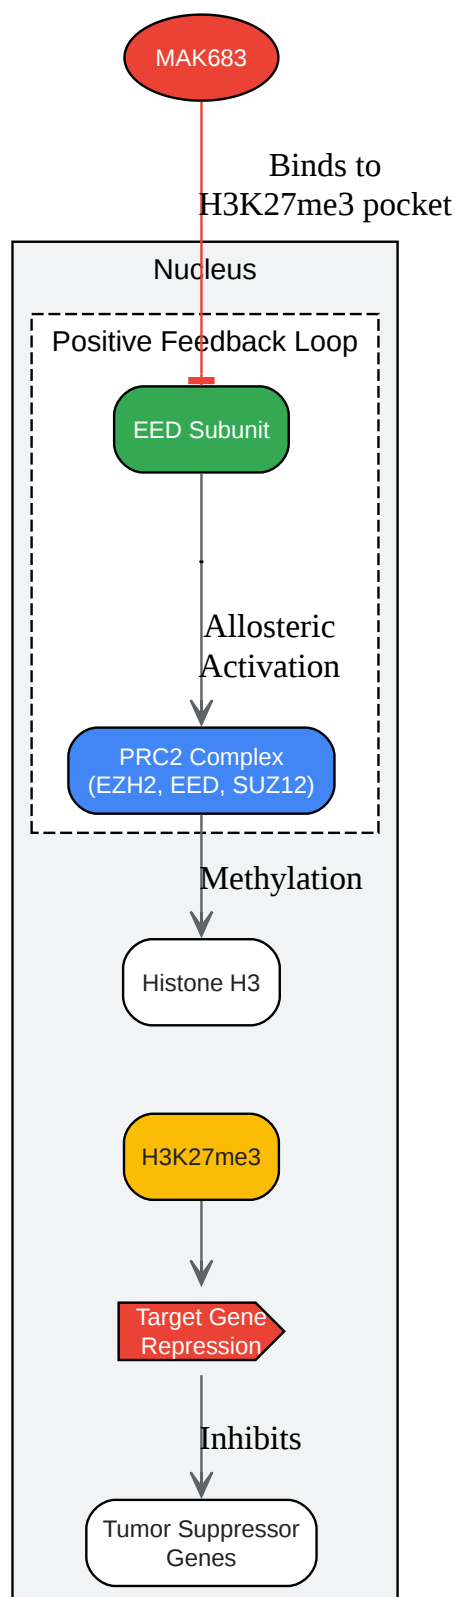 MAK683
Binds to
H3K27me3 pocket
Nucleus
Positive Feedback Loop
EED Subunit
Allosteric
Activation
PRC2 Complex
(EZH2, EED, SUZ12)
Methylation
Histone H3
H3K27me3
Target Gene
Repression
Inhibits
Tumor Suppressor
Genes